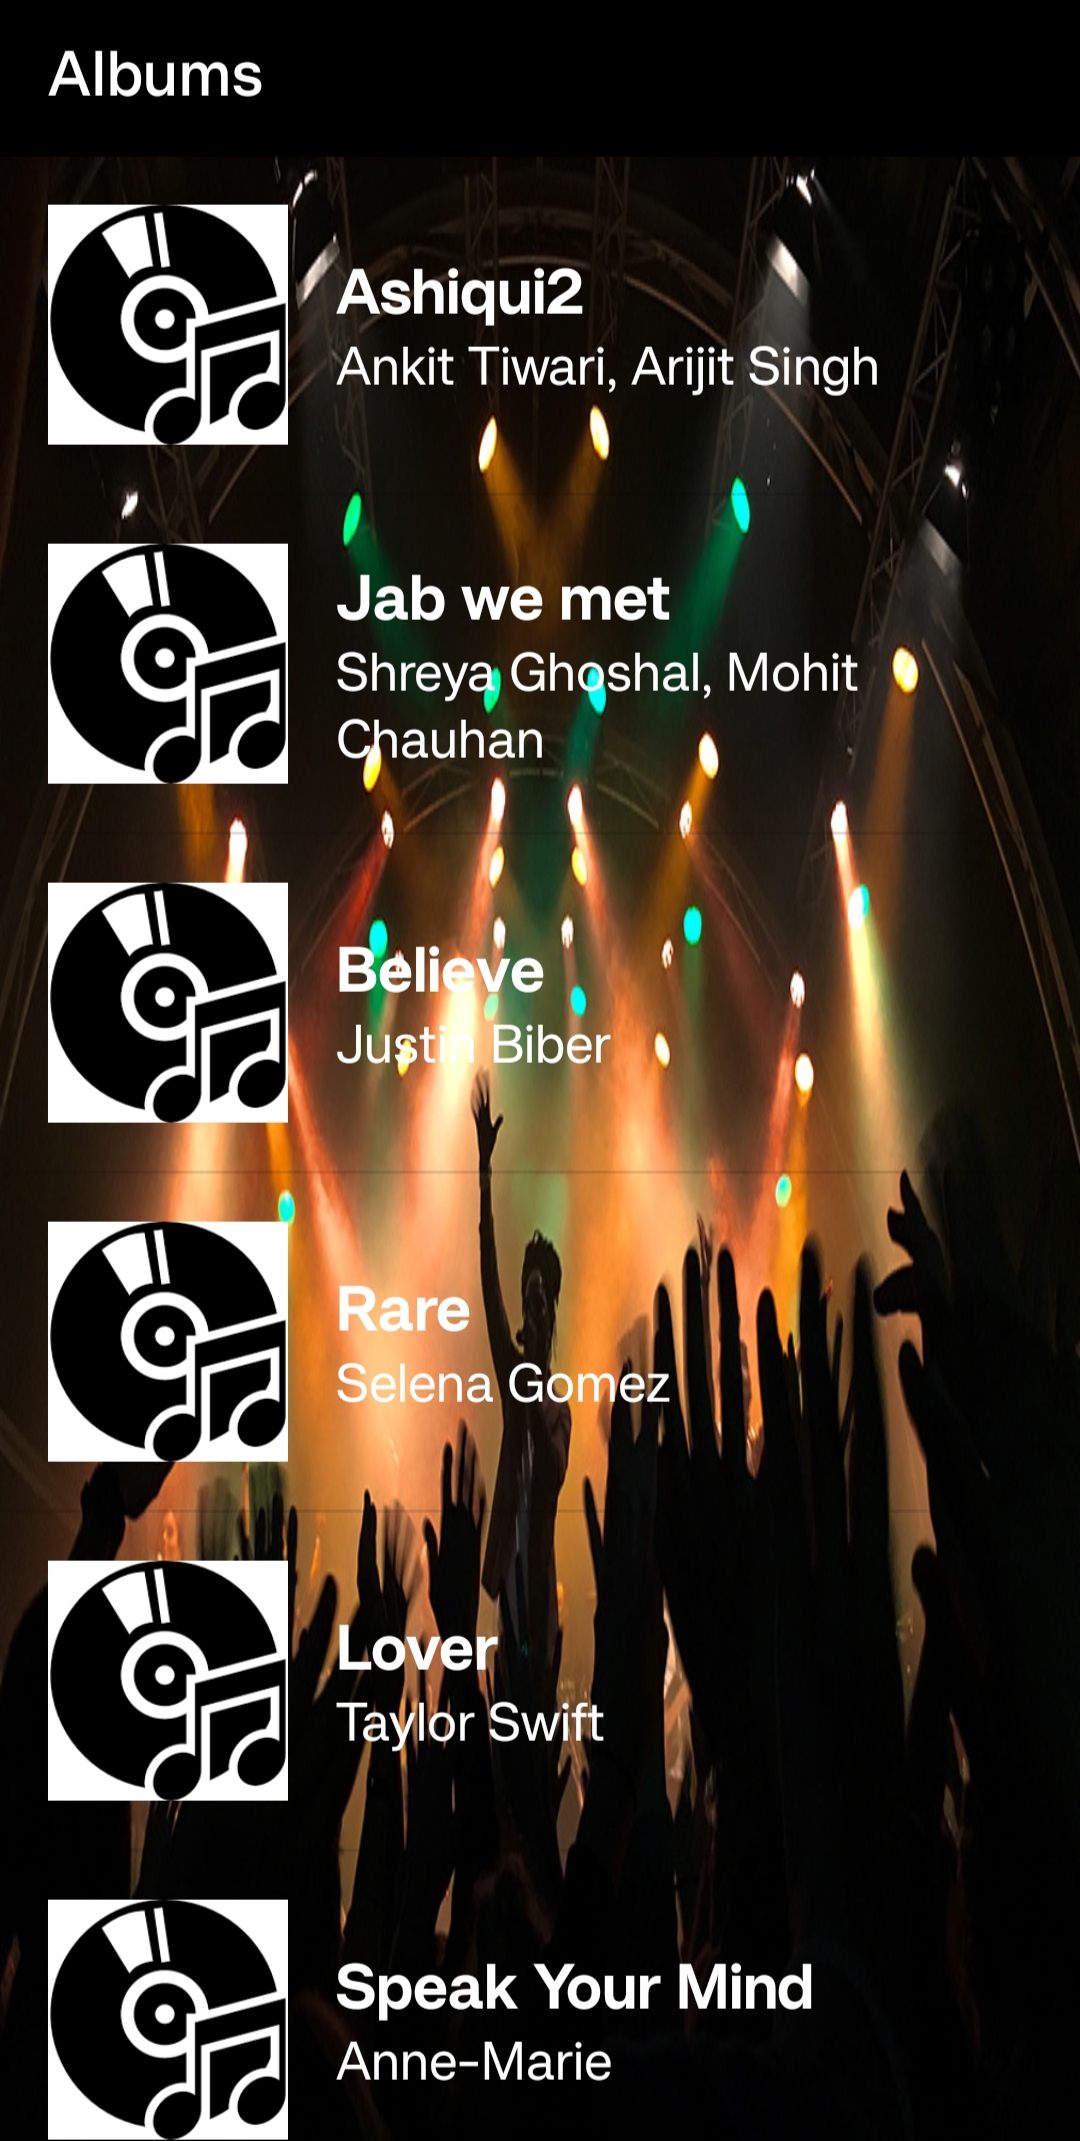 Albums
Ashiqui2
Ankit Tiwari, Arijit Singh
Jab we met
Shreya Ghoshal, Mohit
Chauhan
Believe
Justin Biber
Rare
Selena Gomez
Lover
Taylor Swift
Speak Your Mind
Anne-Marie